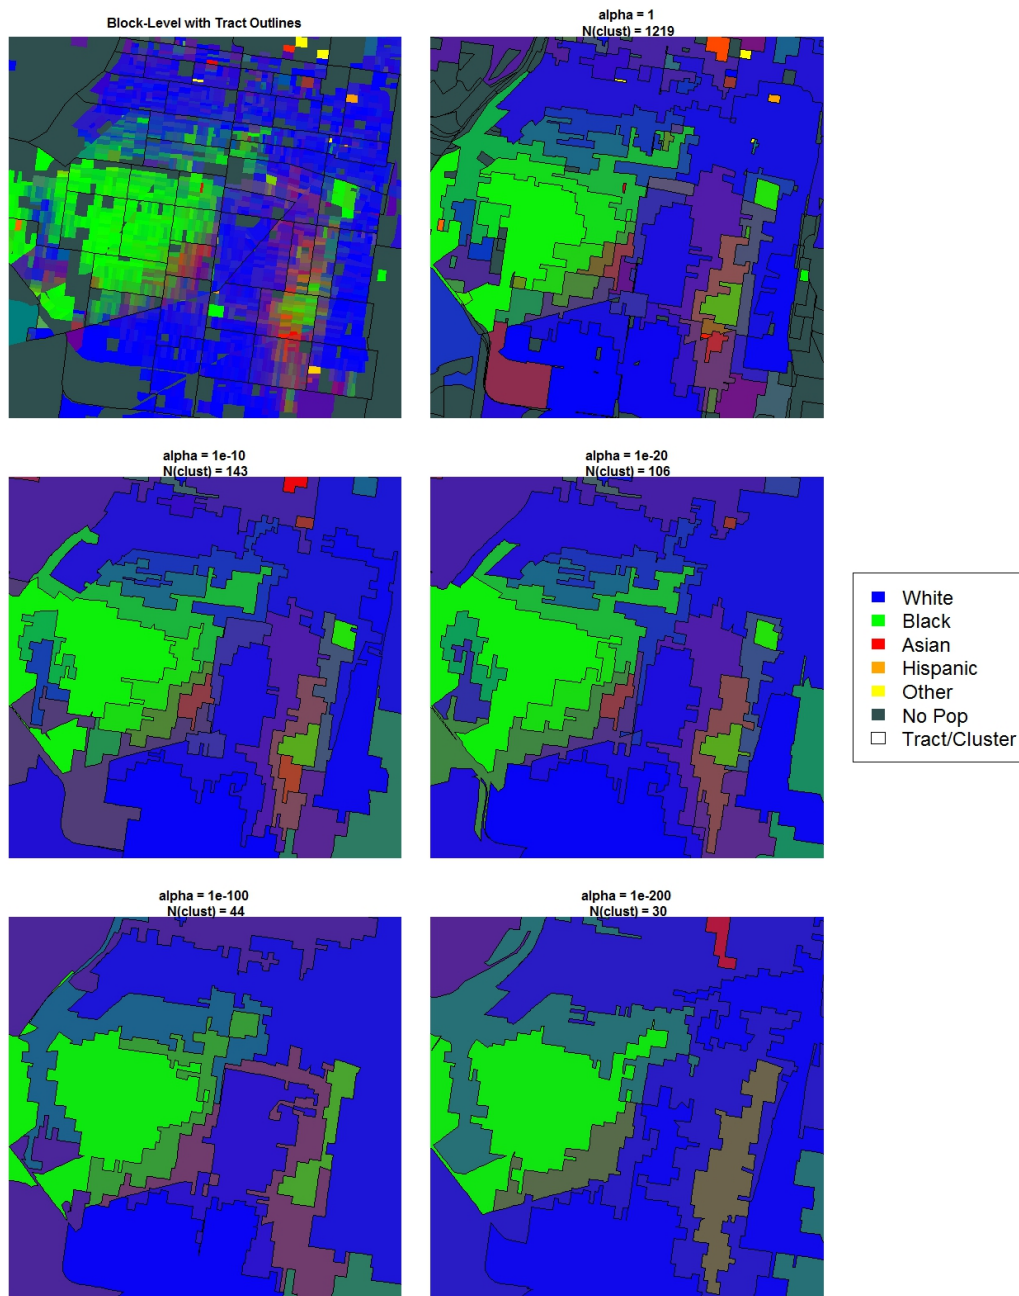 Block-Level with Tract Outlines
alpha = 1
N(clust) = 1219
alpha = 1e-10
N(clust) = 143
alpha = 1e-20
N(clust) = 106
White
Black
Asian
Hispanic
Other
No Pop
Tract/Cluster
alpha = 1e-100
N(clust) = 44
alpha = 1e-200
N(clust) = 30